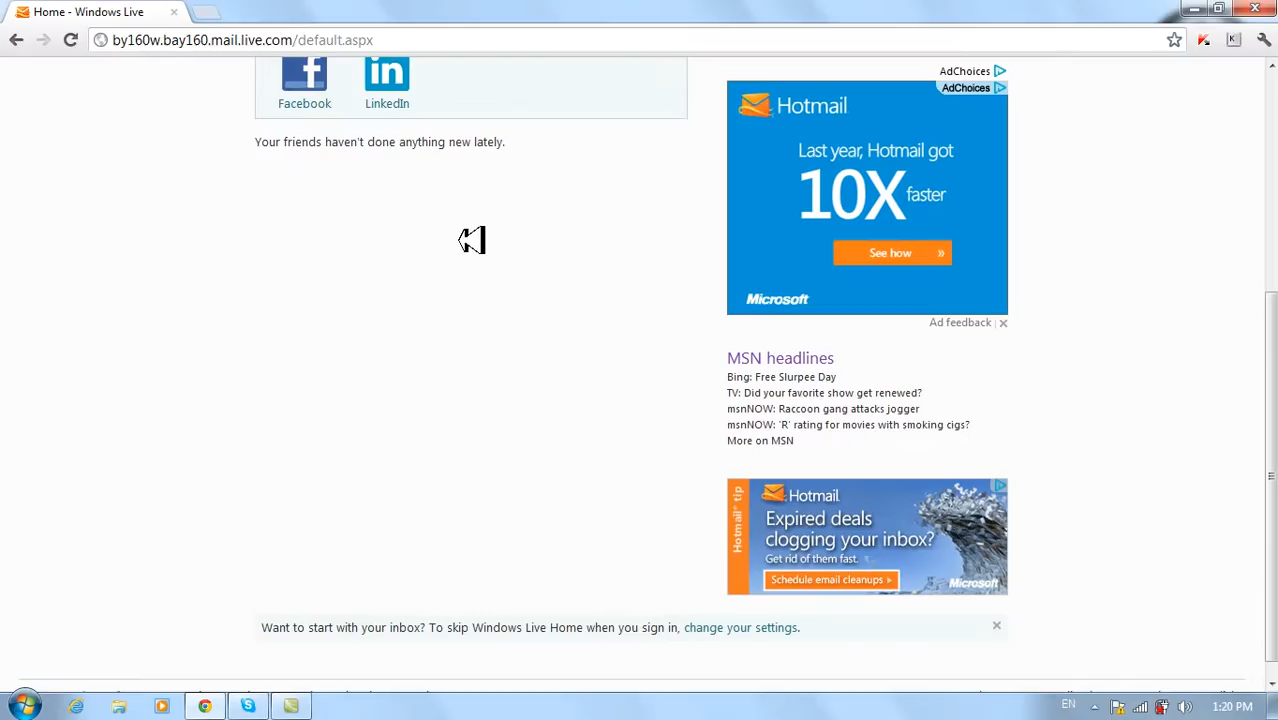 Home - Windows Live
by160w.bay160.mail.live.com/default.aspx
Facebook
LinkedIn
Your friends haven't done anything new lately.
AdChoices
AdChoices
Hotmail
Last year, Hotmail got
10X faster
See how »
Microsoft
Ad feedback
MSN headlines
Bing: Free Slurpee Day
TV: Did your favorite show get renewed?
msnNOW: Raccoon gang attacks jogger
msnNOW: 'R' rating for movies with smoking cigs?
More on MSN
Hotmail® tip
Hotmail
Expired deals
clogging your inbox?
Get rid of them fast.
Schedule email cleanups
Microsoft
Want to start with your inbox? To skip Windows Live Home when you sign in, change your settings.
EN
1:20 PM